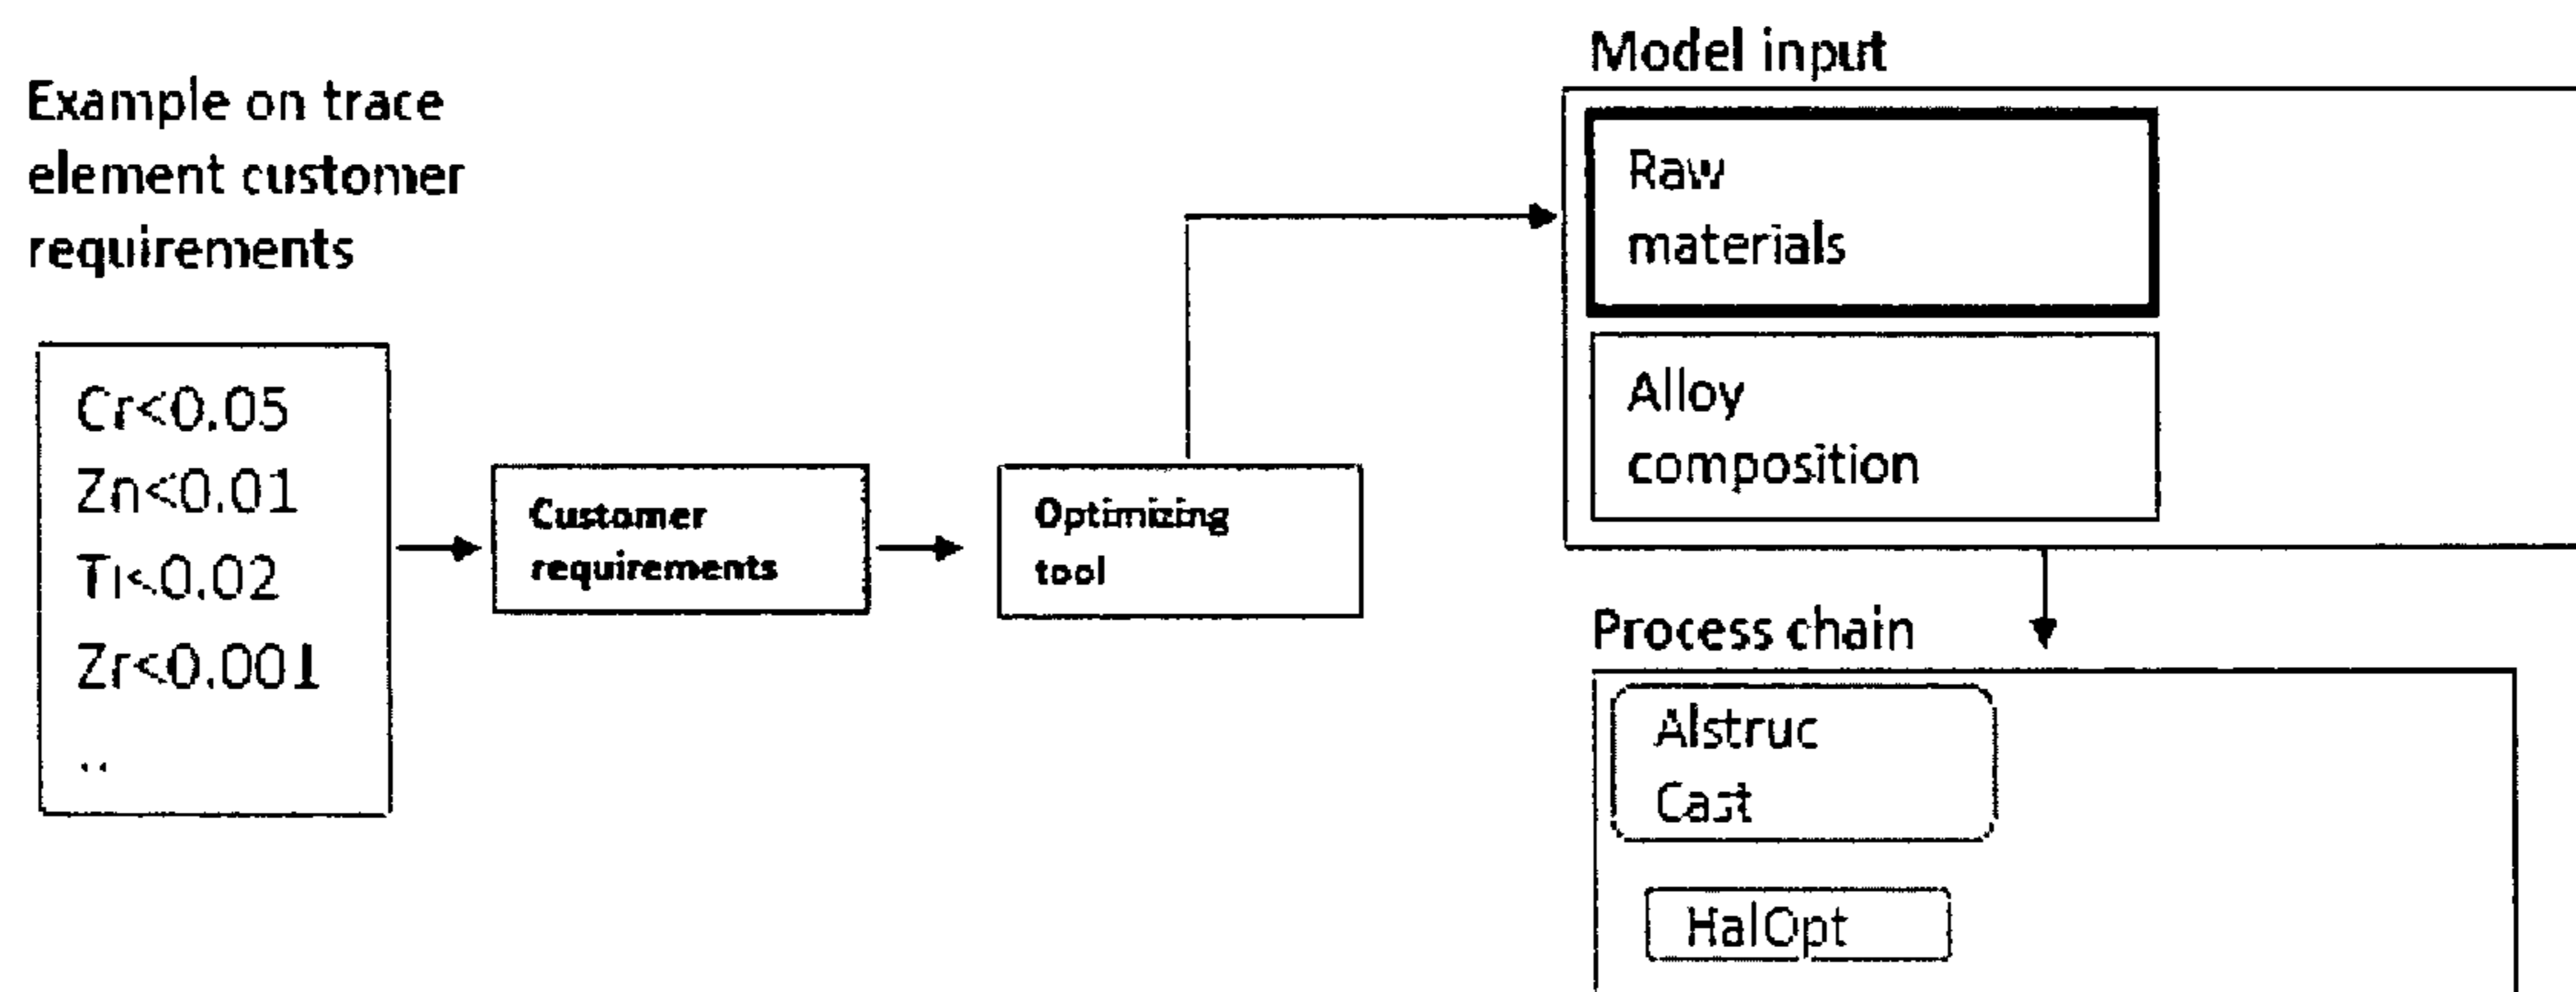 Example on trace
element customer
requirements
Cr<0.05
Zn<0.01
Ti<0.02
Zr<0.001
..
Customer
requirements
Optimizing
tool
Model input
Raw
materials
Alloy
composition
Process chain
Alstruc
Cast
HalOpt